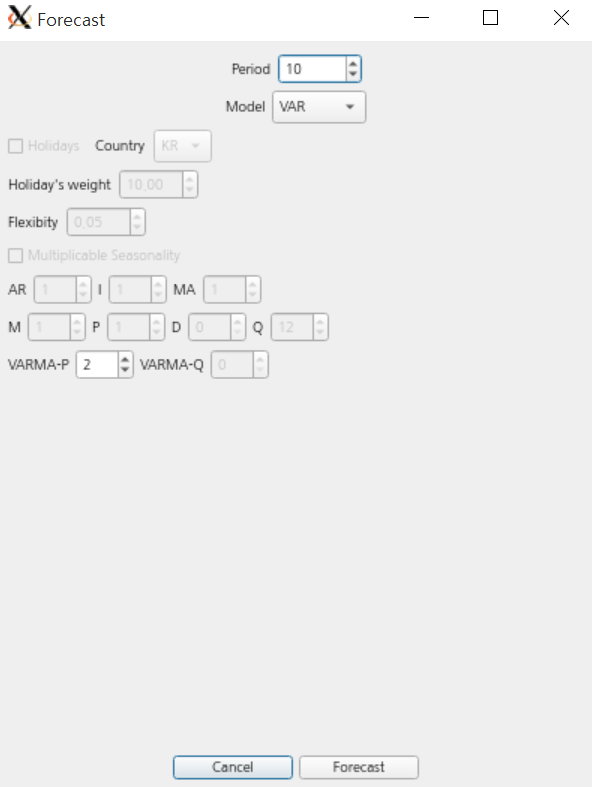 Forecast
Period 10
Model VAR
Holidays Country KR
Holiday's weight 10,00
Flexibity 0,05
Multiplicable Seasonality
AR 1 I 1 MA 1
M 1 P 1 D 0 Q 12
VARMA-P 2 VARMA-Q 0
Cancel Forecast